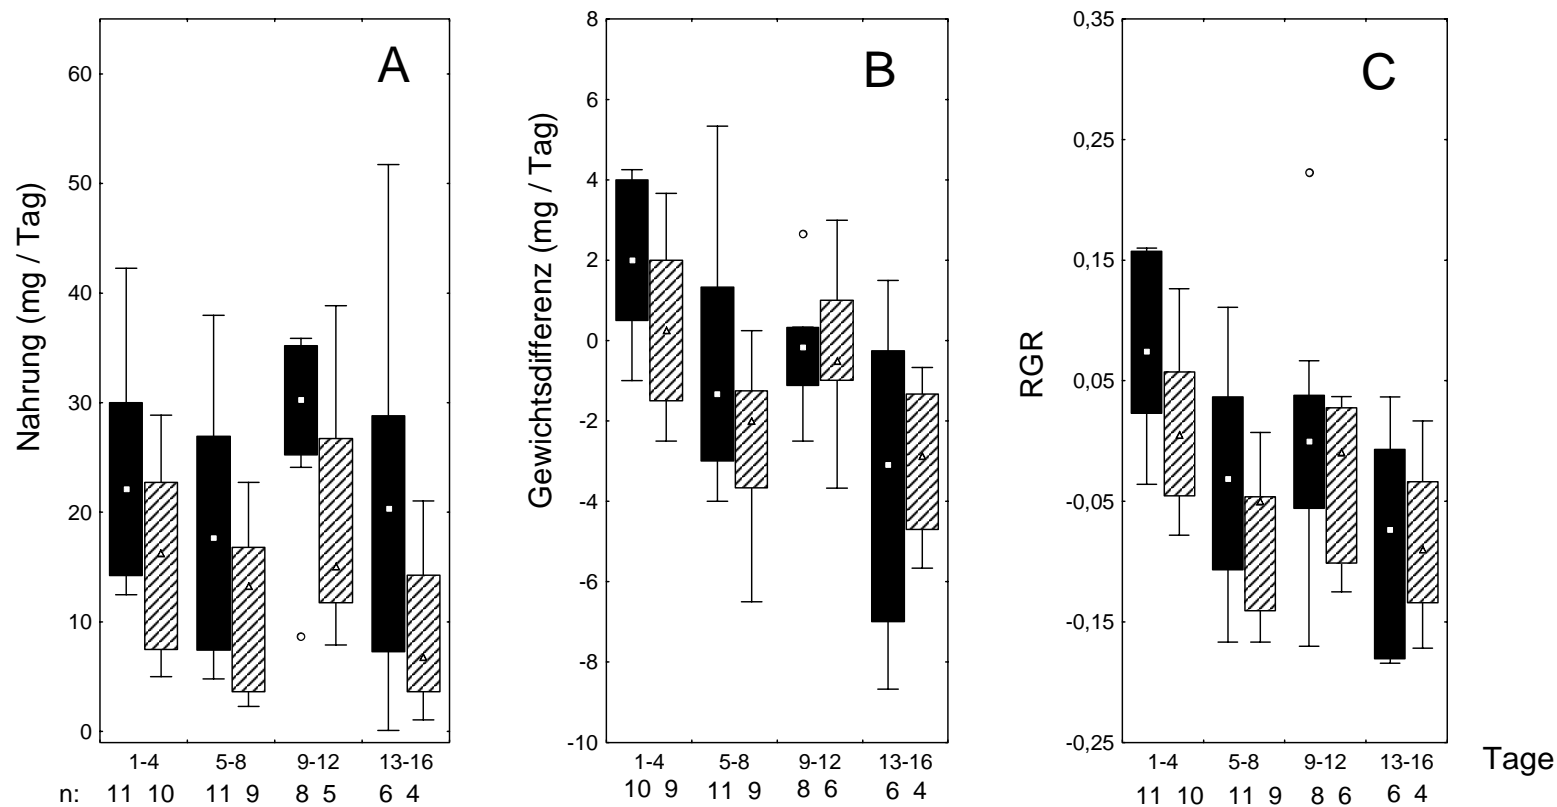 A
B
C
Nahrung (mg / Tag)
60
50
40
30
20
10
0
1-4 5-8 9-12 13-16
n: 11 10 11 9 8 5 6 4
Gewichtsdifferenz (mg / Tag)
8
6
4
2
0
-2
-4
-6
-8
-10
1-4 5-8 9-12 13-16
10 9 11 9 8 6 6 4
RGR
0,35
0,25
0,15
0,05
-0,05
-0,15
-0,25
1-4 5-8 9-12 13-16
11 10 11 9 8 6 6 4
Tage